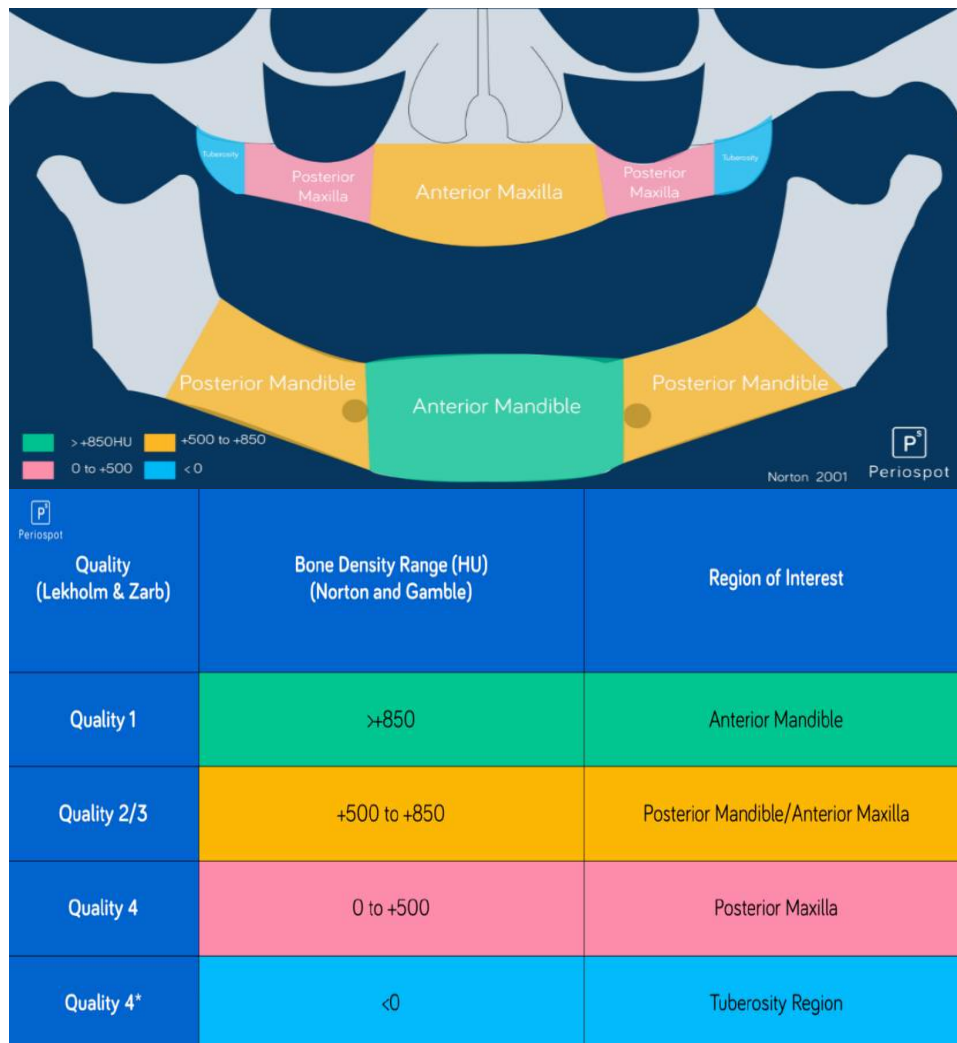 Tuberosity
Posterior
Maxilla
Anterior Maxilla
Posterior
Maxilla
Tuberosity
Posterior Mandible
Anterior Mandible
Posterior Mandible
>+850HU
+500 to +850
0 to +500
<0
Norton 2001
PS
Periospot
PS
Periospot
Quality
(Lekholm & Zarb)
Bone Density Range (HU)
(Norton and Gamble)
Region of Interest
Quality 1
>+850
Anterior Mandible
Quality 2/3
+500 to +850
Posterior Mandible/Anterior Maxilla
Quality 4
0 to +500
Posterior Maxilla
Quality 4*
<0
Tuberosity Region